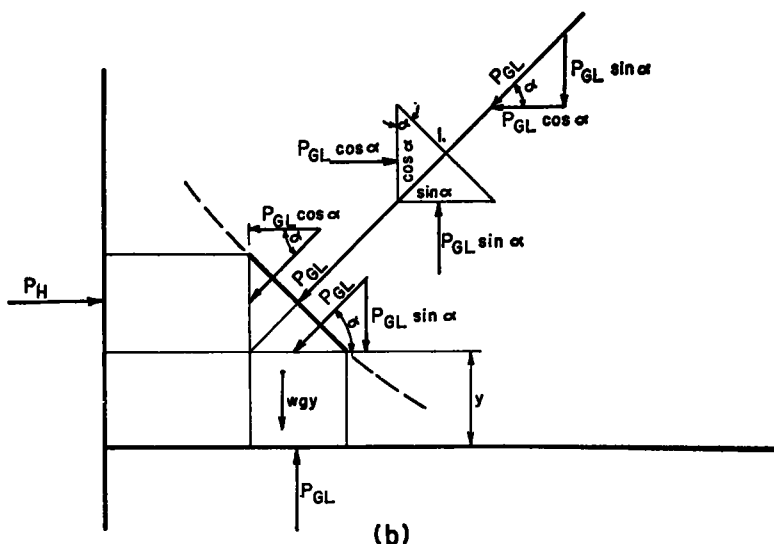 P_GL
P_GL sin α
α
P_GL cos α
1.
α
cos α
P_GL cos α
sin α
P_GL sin α
P_GL cos α
α
P_GL
P_GL
P_GL
P_GL sin α
α
P_H
wgy
y
P_GL
(b)